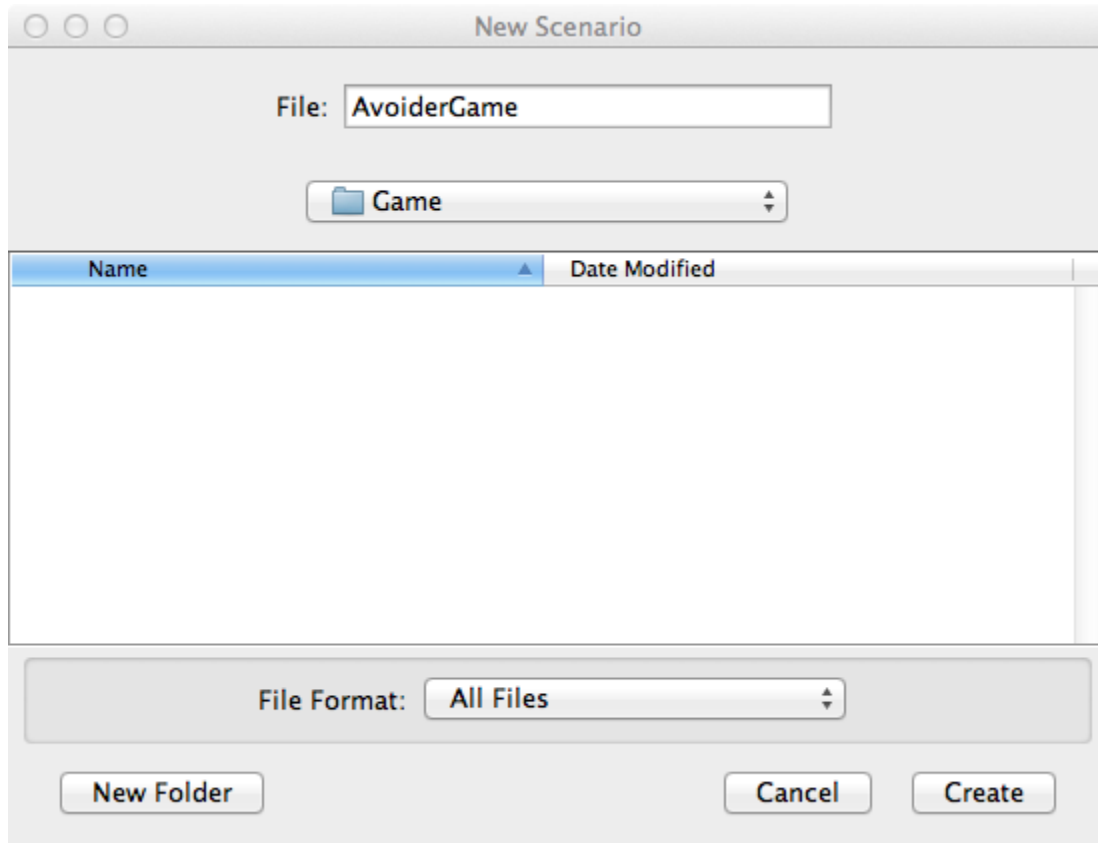 New Scenario
File: AvoiderGame
Game
Name Date Modified
File Format: All Files
New Folder Cancel Create